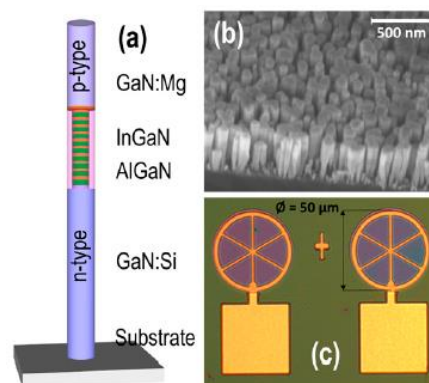 (a)
p-type
GaN:Mg
InGaN
AlGaN
n-type
GaN:Si
Substrate
(b)
500 nm
Ø = 50 µm
(c)